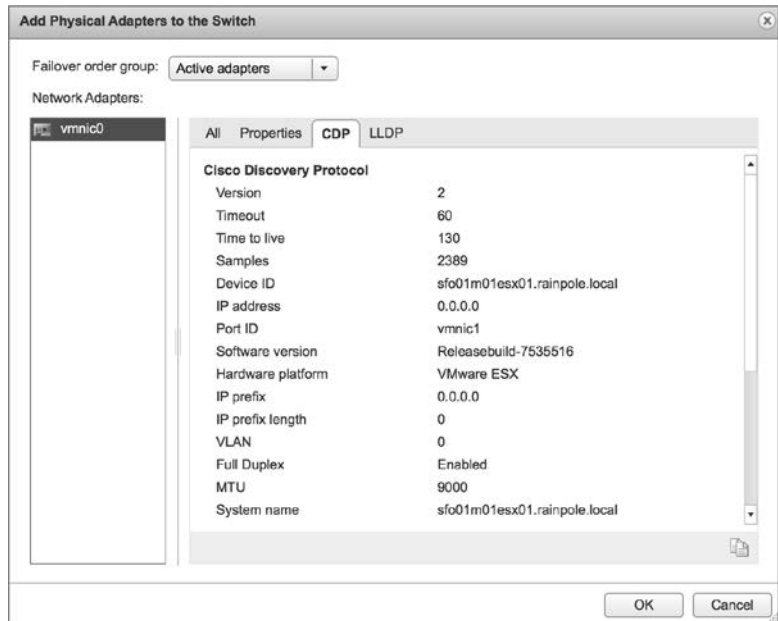 Add Physical Adapters to the Switch
Failover order group: Active adapters
Network Adapters:
vmnic0
All Properties CDP LLDP
Cisco Discovery Protocol
Version 2
Timeout 60
Time to live 130
Samples 2389
Device ID sfo01m01esx01.rainpole.local
IP address 0.0.0.0
Port ID vmnic1
Software version Releasebuild-7535516
Hardware platform VMware ESX
IP prefix 0.0.0.0
IP prefix length 0
VLAN 0
Full Duplex Enabled
MTU 9000
System name sfo01m01esx01.rainpole.local
OK Cancel